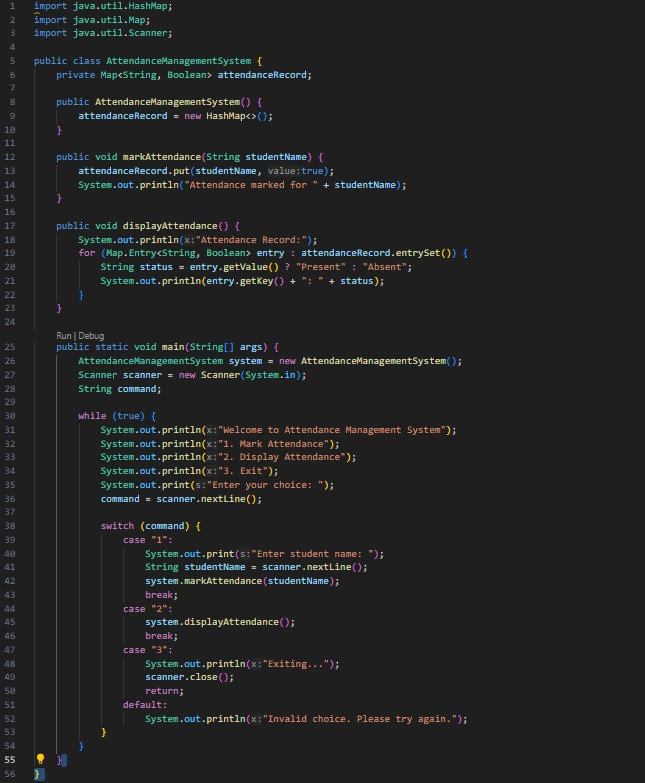 1 import java.util.HashMap;
2 import java.util.Map;
3 import java.util.Scanner;
4
5 public class AttendanceManagementSystem {
6     private Map<String, Boolean> attendanceRecord;
7
8     public AttendanceManagementSystem() {
9         attendanceRecord = new HashMap<>();
10     }
11
12     public void markAttendance(String studentName) {
13         attendanceRecord.put(studentName, value:true);
14         System.out.println("Attendance marked for " + studentName);
15     }
16
17     public void displayAttendance() {
18         System.out.println(x:"Attendance Record:");
19         for (Map.Entry<String, Boolean> entry : attendanceRecord.entrySet()) {
20             String status = entry.getValue() ? "Present" : "Absent";
21             System.out.println(entry.getKey() + ": " + status);
22         }
23     }
24
Run | Debug
25     public static void main(String[] args) {
26         AttendanceManagementSystem system = new AttendanceManagementSystem();
27         Scanner scanner = new Scanner(System.in);
28         String command;
29
30         while (true) {
31             System.out.println(x:"Welcome to Attendance Management System");
32             System.out.println(x:"1. Mark Attendance");
33             System.out.println(x:"2. Display Attendance");
34             System.out.println(x:"3. Exit");
35             System.out.print(s:"Enter your choice: ");
36             command = scanner.nextLine();
37
38             switch (command) {
39                 case "1":
40                     System.out.print(s:"Enter student name: ");
41                     String studentName = scanner.nextLine();
42                     system.markAttendance(studentName);
43                     break;
44                 case "2":
45                     system.displayAttendance();
46                     break;
47                 case "3":
48                     System.out.println(x:"Exiting...");
49                     scanner.close();
50                     return;
51                 default:
52                     System.out.println(x:"Invalid choice. Please try again.");
53             }
54         }
55     }
56 }